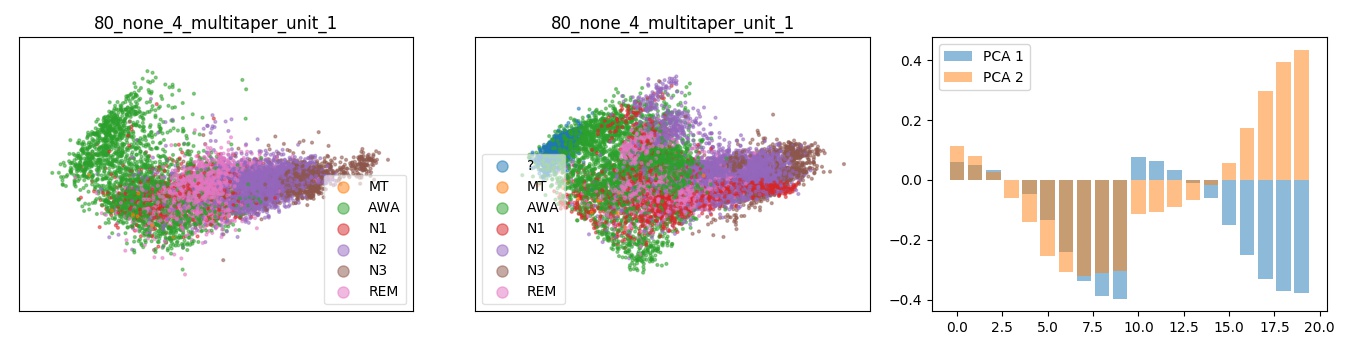 80_none_4_multitaper_unit_1
MT
AWA
N1
N2
N3
REM
80_none_4_multitaper_unit_1
?
MT
AWA
N1
N2
N3
REM
PCA 1
PCA 2
0.4
0.2
0.0
−0.2
−0.4
0.0 2.5 5.0 7.5 10.0 12.5 15.0 17.5 20.0